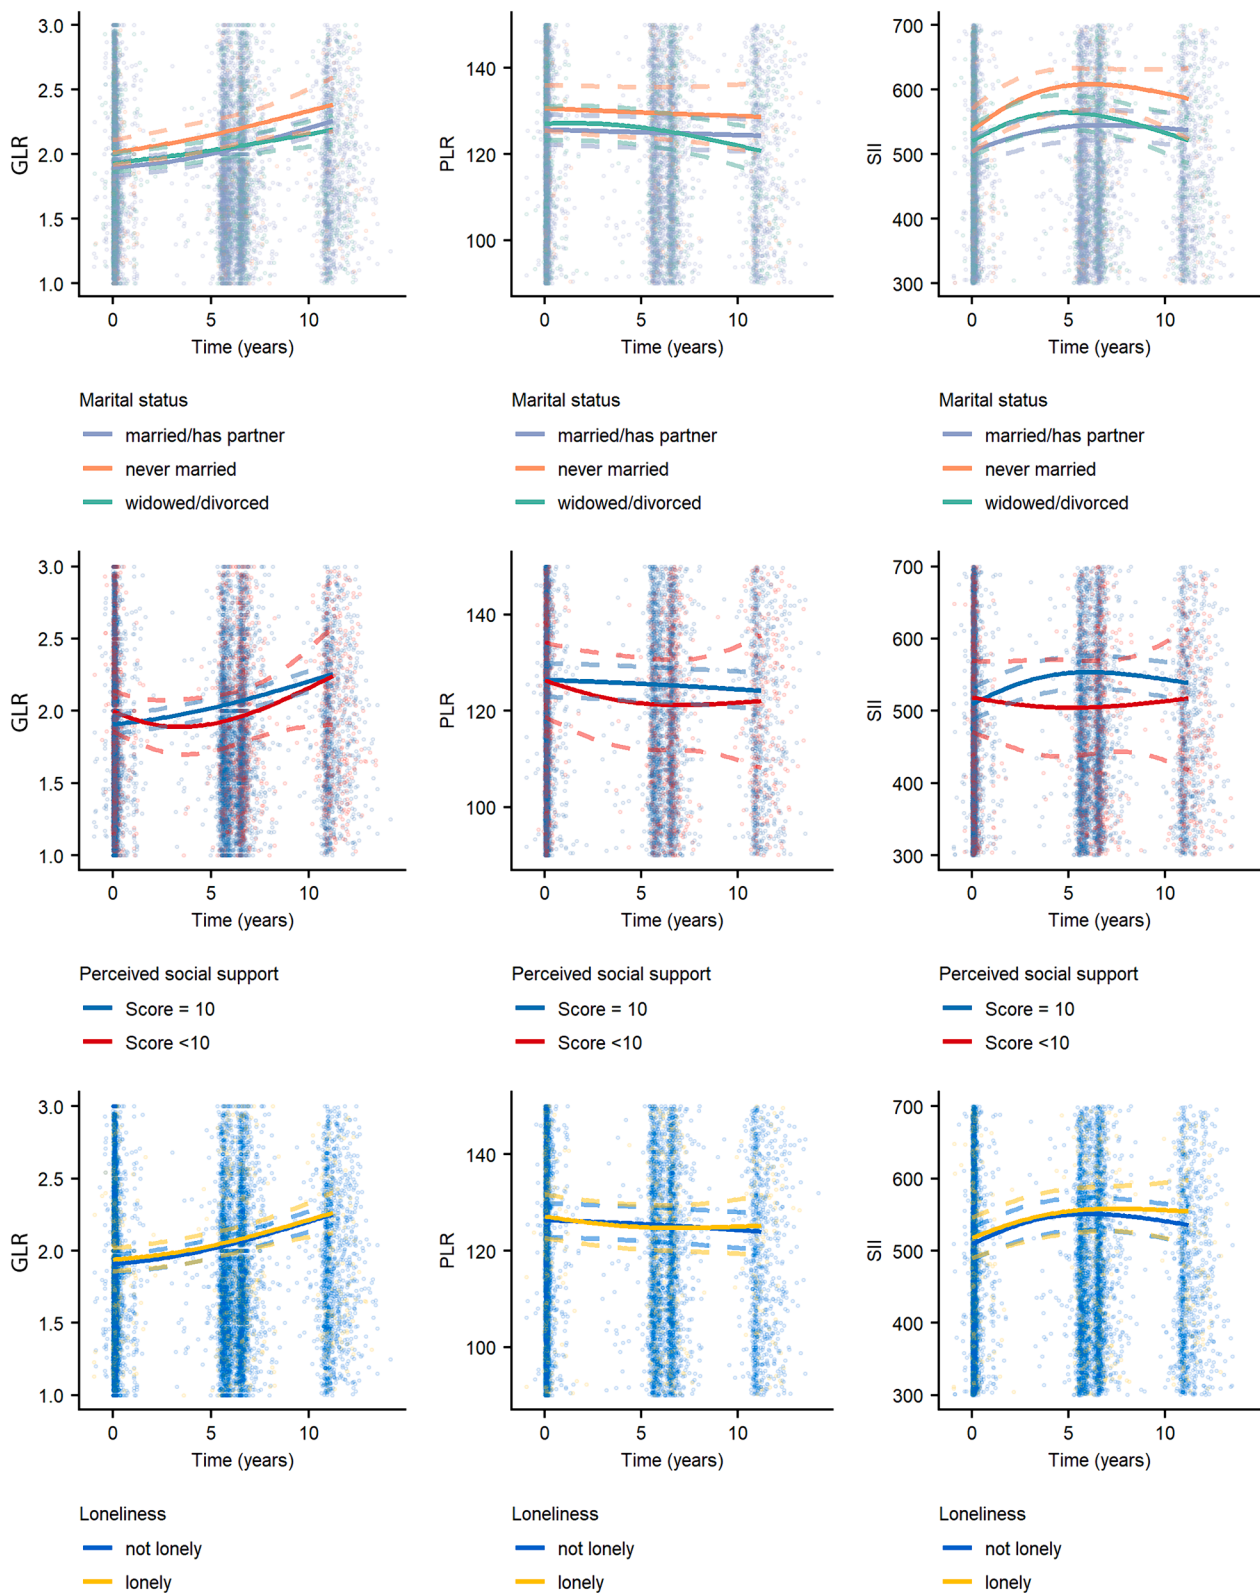 GLR
3.0
2.5
2.0
1.5
1.0
0 5 10
Time (years)
PLR
140
120
100
0 5 10
Time (years)
SII
700
600
500
400
300
0 5 10
Time (years)
Marital status
married/has partner
never married
widowed/divorced
Marital status
married/has partner
never married
widowed/divorced
Marital status
married/has partner
never married
widowed/divorced
GLR
3.0
2.5
2.0
1.5
1.0
0 5 10
Time (years)
PLR
140
120
100
0 5 10
Time (years)
SII
700
600
500
400
300
0 5 10
Time (years)
Perceived social support
Score = 10
Score <10
Perceived social support
Score = 10
Score <10
Perceived social support
Score = 10
Score <10
GLR
3.0
2.5
2.0
1.5
1.0
0 5 10
Time (years)
PLR
140
120
100
0 5 10
Time (years)
SII
700
600
500
400
300
0 5 10
Time (years)
Loneliness
not lonely
lonely
Loneliness
not lonely
lonely
Loneliness
not lonely
lonely